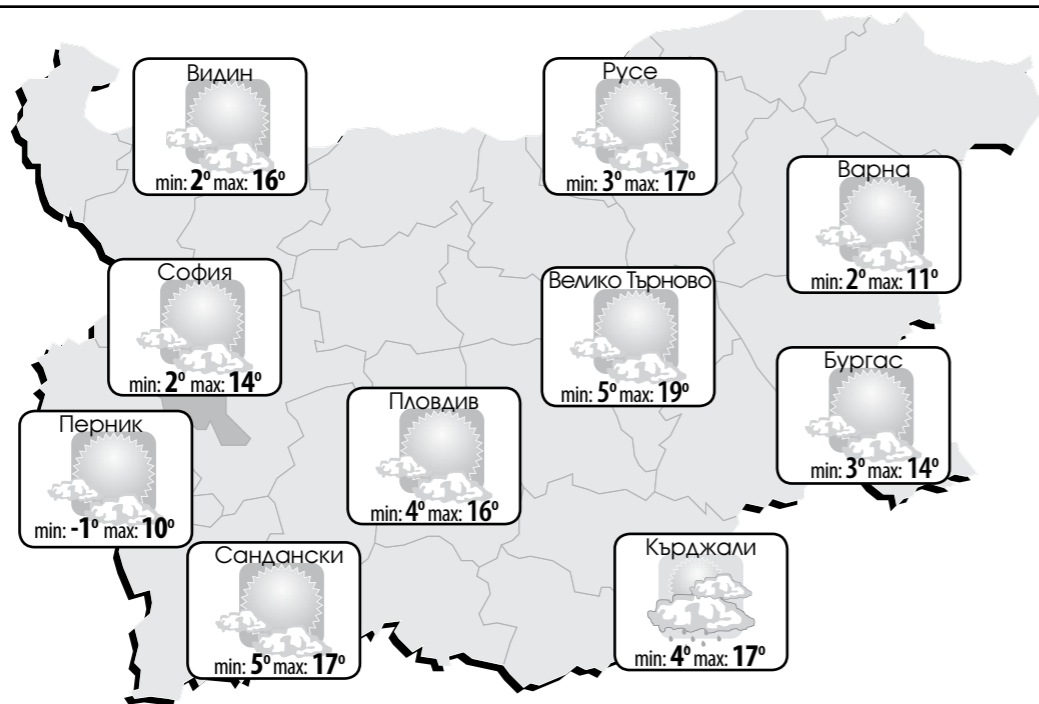 Видин
min: 2° max: 16°
Русе
min: 3° max: 17°
Варна
min: 2° max: 11°
София
min: 2° max: 14°
Велико Търново
min: 5° max: 19°
Бургас
min: 3° max: 14°
Пловдив
min: 4° max: 16°
Перник
min: -1° max: 10°
Сандански
min: 5° max: 17°
Кърджали
min: 4° max: 17°